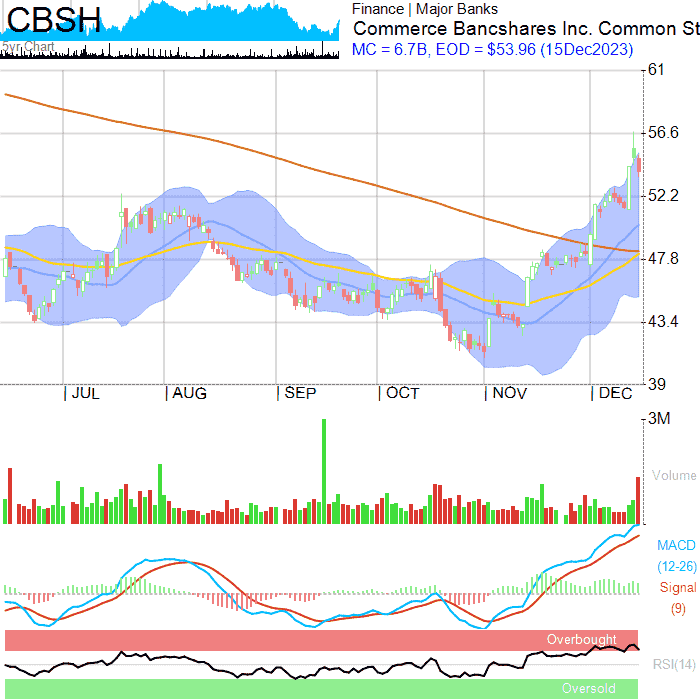 CBSH
5yr Chart
Finance | Major Banks
Commerce Bancshares Inc. Common St
MC = 6.7B, EOD = $53.96 (15Dec2023)
61
56.6
52.2
47.8
43.4
39
| JUL | AUG | SEP | OCT | NOV | DEC
3M
Volume
MACD
(12-26)
Signal
(9)
Overbought
RSI(14)
Oversold